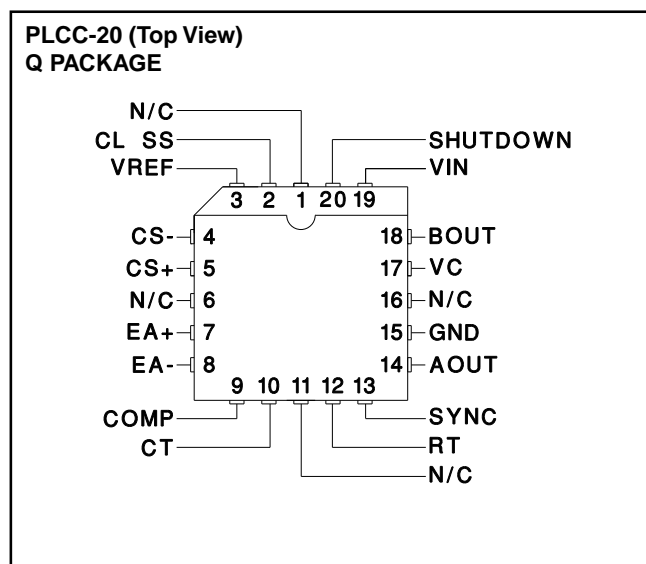 PLCC-20 (Top View)
Q PACKAGE
N/C
CL SS
VREF
SHUTDOWN
VIN
3 2 1 20 19
CS- 4
CS+ 5
N/C 6
EA+ 7
EA- 8
18 BOUT
17 VC
16 N/C
15 GND
14 AOUT
9 10 11 12 13
COMP
CT
SYNC
RT
N/C